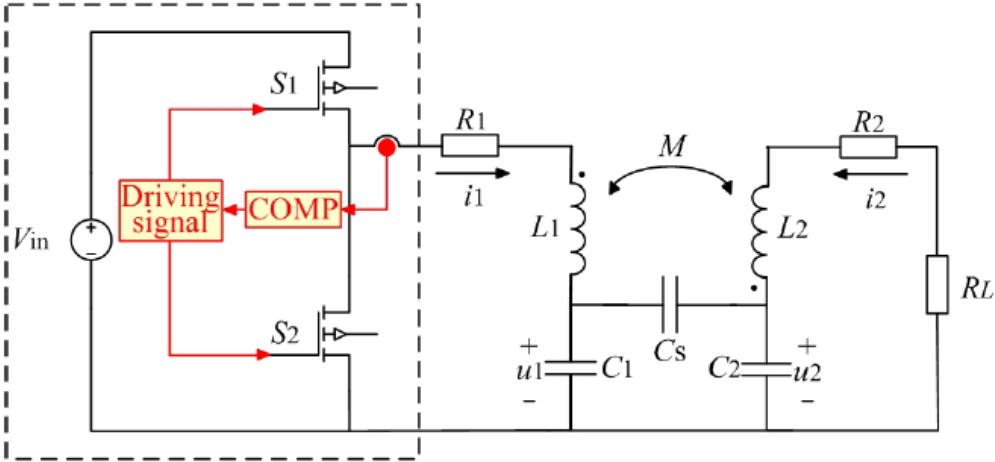 S1
R1
i1
M
R2
i2
Driving
signal
COMP
Vin
+
−
L1
L2
RL
S2
Cs
+
u1
−
C1
C2
+
u2
−